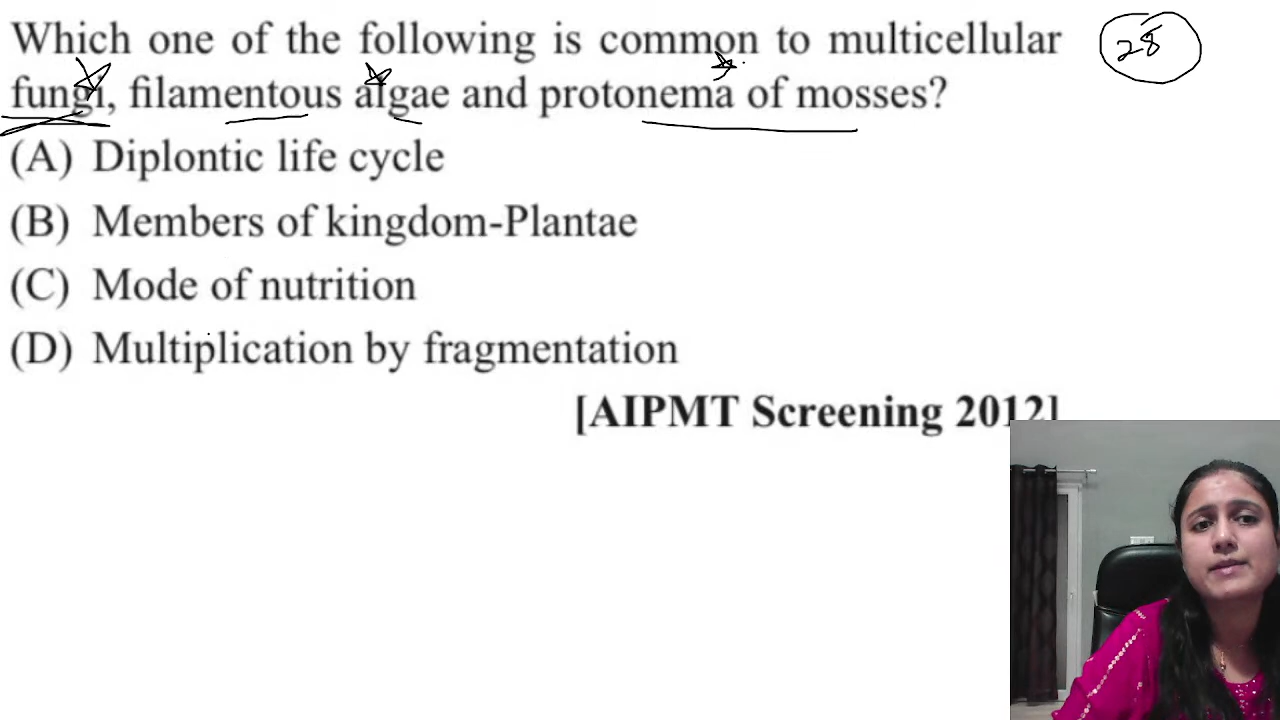 Which one of the following is common to multicellular
fungi, filamentous algae and protonema of mosses?
(A) Diplontic life cycle
(B) Members of kingdom-Plantae
(C) Mode of nutrition
(D) Multiplication by fragmentation
[AIPMT Screening 2012]
28